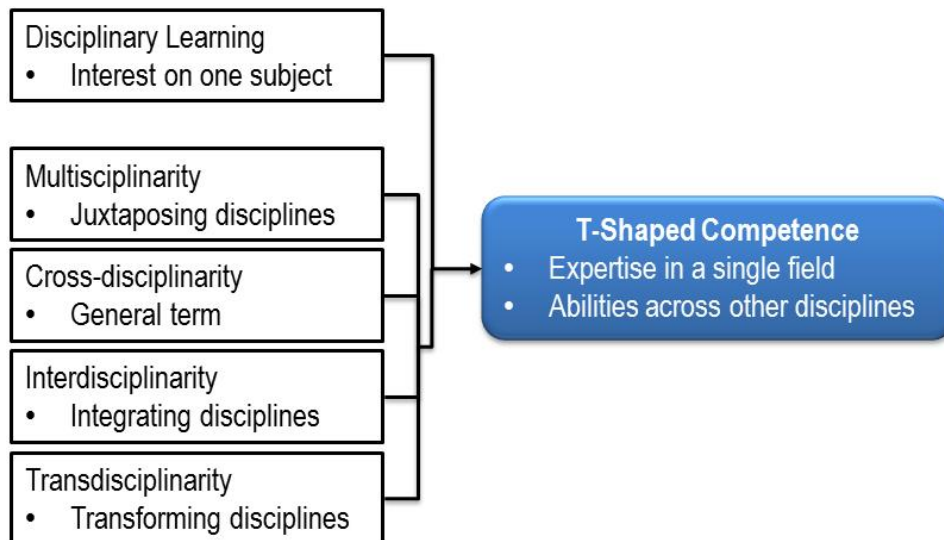 Disciplinary Learning
• Interest on one subject
Multisciplinarity
• Juxtaposing disciplines
Cross-disciplinarity
• General term
Interdisciplinarity
• Integrating disciplines
Transdisciplinarity
• Transforming disciplines
T-Shaped Competence
• Expertise in a single field
• Abilities across other disciplines